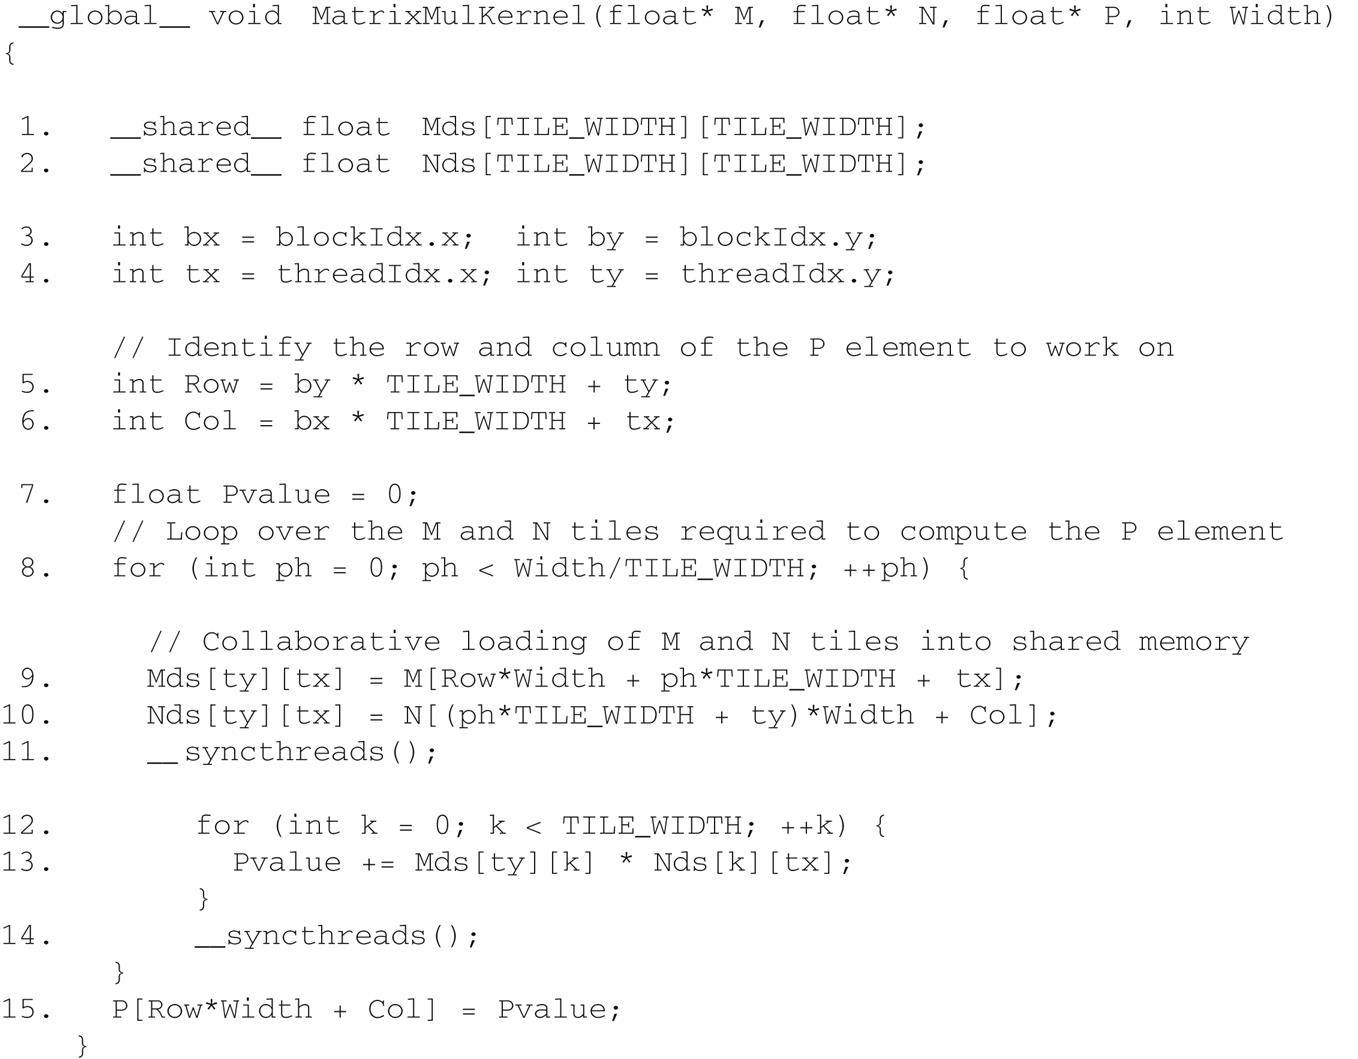 __global__ void MatrixMulKernel(float* M, float* N, float* P, int Width)
{
1. __shared__ float Mds[TILE_WIDTH][TILE_WIDTH];
2. __shared__ float Nds[TILE_WIDTH][TILE_WIDTH];
3. int bx = blockIdx.x; int by = blockIdx.y;
4. int tx = threadIdx.x; int ty = threadIdx.y;
// Identify the row and column of the P element to work on
5. int Row = by * TILE_WIDTH + ty;
6. int Col = bx * TILE_WIDTH + tx;
7. float Pvalue = 0;
// Loop over the M and N tiles required to compute the P element
8. for (int ph = 0; ph < Width/TILE_WIDTH; ++ph) {
// Collaborative loading of M and N tiles into shared memory
9. Mds[ty][tx] = M[Row*Width + ph*TILE_WIDTH + tx];
10. Nds[ty][tx] = N[(ph*TILE_WIDTH + ty)*Width + Col];
11. __syncthreads();
12. for (int k = 0; k < TILE_WIDTH; ++k) {
13. Pvalue += Mds[ty][k] * Nds[k][tx];
}
14. __syncthreads();
}
15. P[Row*Width + Col] = Pvalue;
}